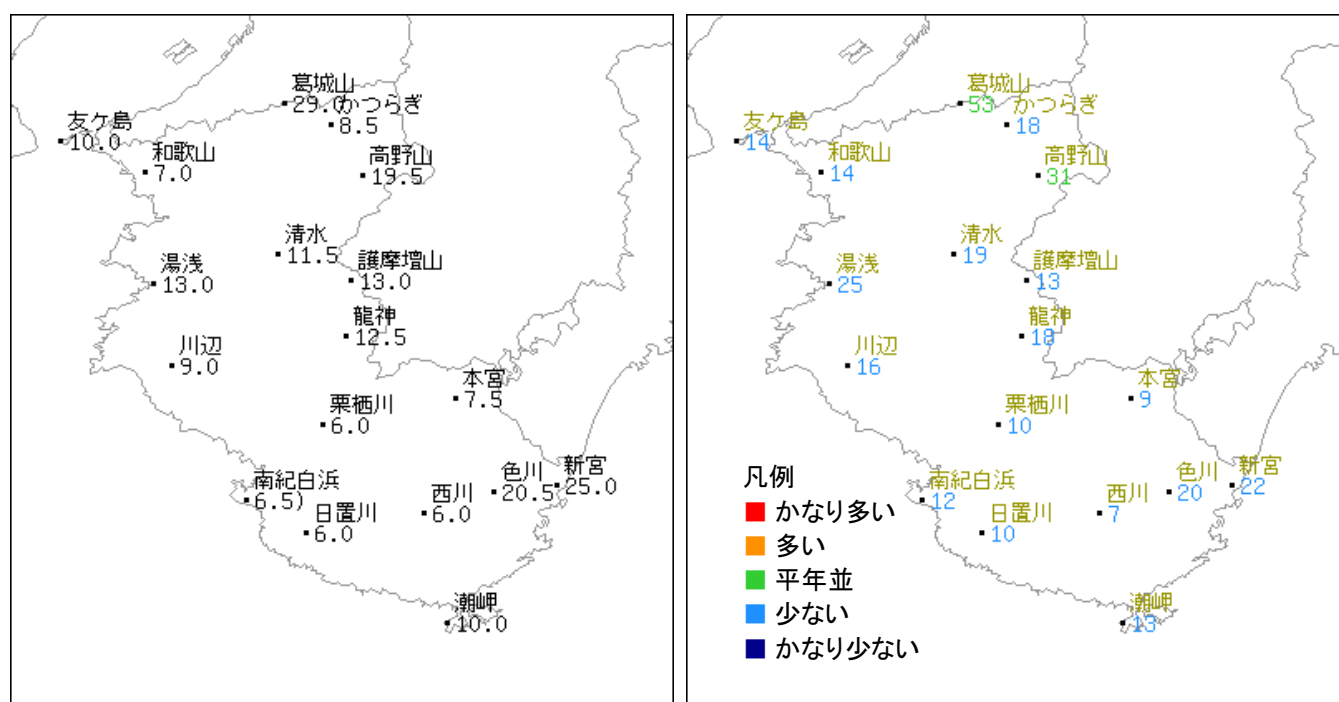 葛城山
29.0
かつらぎ
8.5
友ケ島
10.0
和歌山
7.0
高野山
19.5
清水
11.5
湯浅
13.0
護摩壇山
13.0
龍神
12.5
川辺
9.0
本宮
7.5
栗栖川
6.0
南紀白浜
6.5)
日置川
6.0
西川
6.0
色川
20.5
新宮
25.0
潮岬
10.0
葛城山
53
かつらぎ
18
友ケ島
14
和歌山
14
高野山
31
清水
19
湯浅
25
護摩壇山
13
龍神
18
川辺
16
本宮
9
栗栖川
10
南紀白浜
12
日置川
10
西川
7
色川
20
新宮
22
潮岬
13
凡例
かなり多い
多い
平年並
少ない
かなり少ない